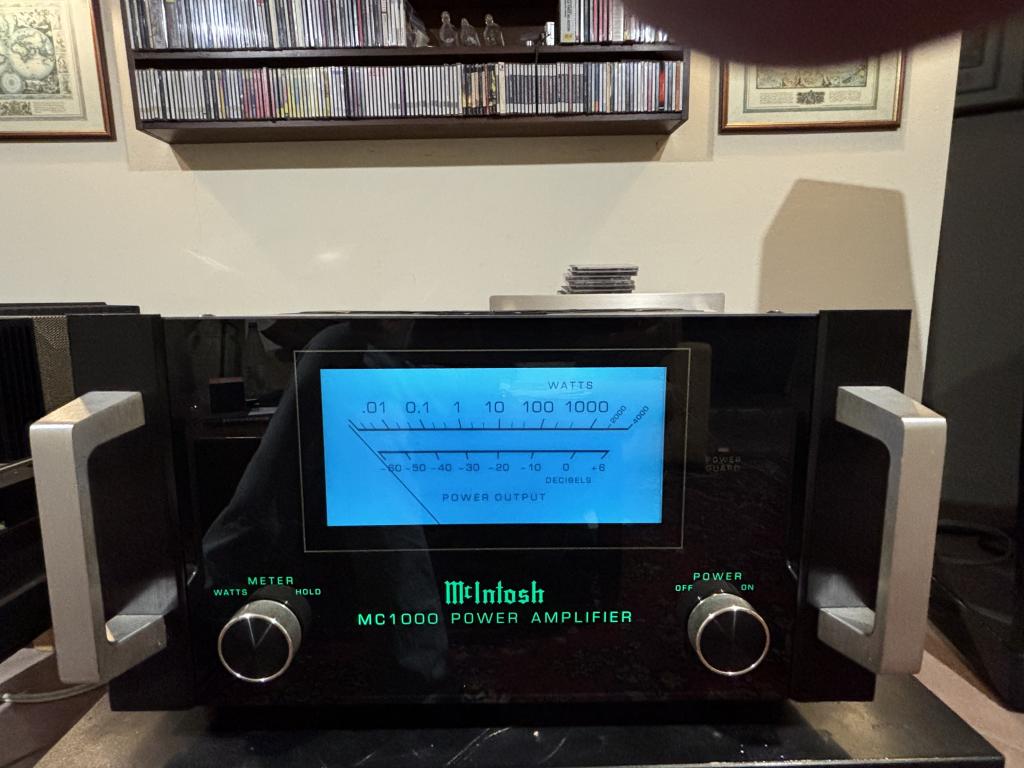 WATTS
.01 0.1 1 10 100 1000 2000 4000
-60 -50 -40 -30 -20 -10 0 +6
DECIBELS
POWER OUTPUT
POWER
GUARD
METER
WATTS HOLD
McIntosh
MC1000 POWER AMPLIFIER
POWER
OFF ON